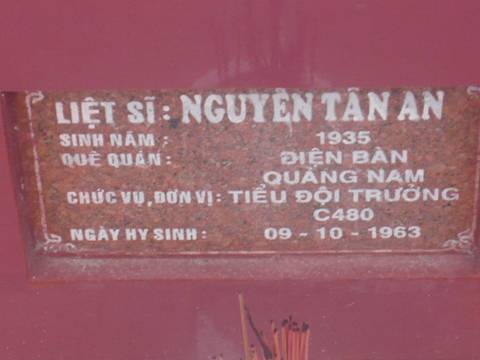 LIỆT SĨ: NGUYỄN TẤN AN
SINH NĂM: 1935
QUÊ QUÁN: ĐIỆN BÀN
QUẢNG NAM
CHỨC VỤ, ĐƠN VỊ: TIỂU ĐỘI TRƯỞNG
C480
NGÀY HY SINH: 09 - 10 - 1963